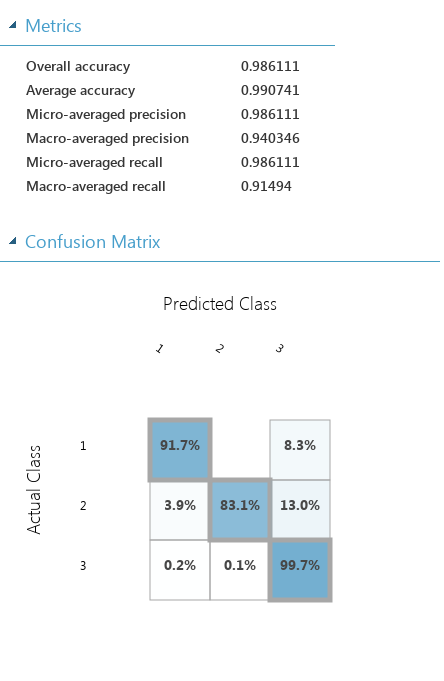 Metrics
Overall accuracy 0.986111
Average accuracy 0.990741
Micro-averaged precision 0.986111
Macro-averaged precision 0.940346
Micro-averaged recall 0.986111
Macro-averaged recall 0.91494
Confusion Matrix
Predicted Class
1 2 3
Actual Class
1 91.7% 8.3%
2 3.9% 83.1% 13.0%
3 0.2% 0.1% 99.7%